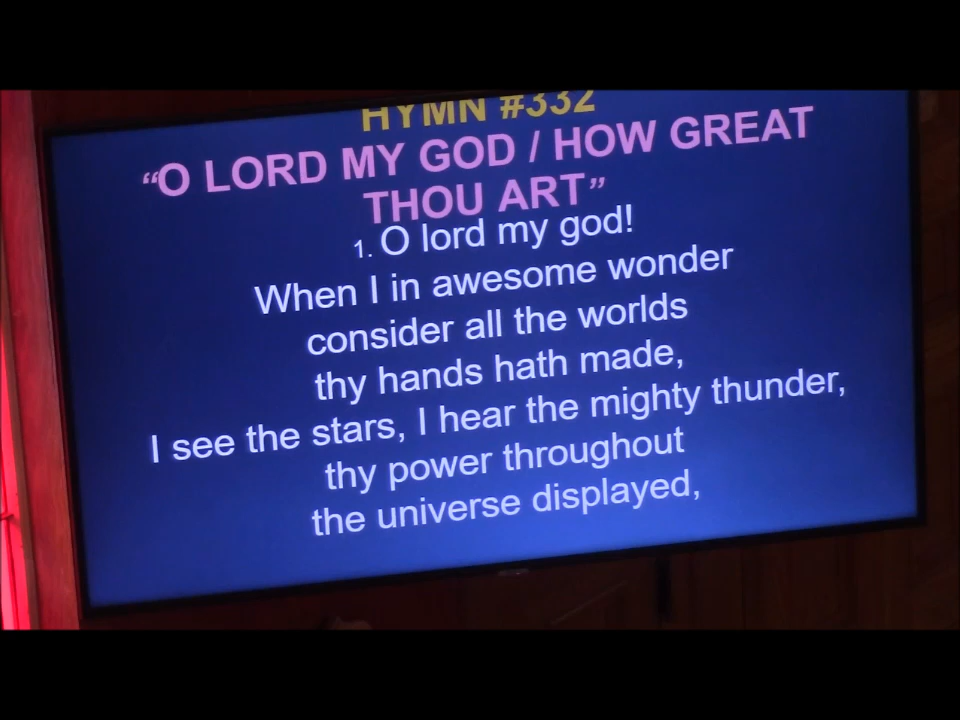 HYMN #332
“O LORD MY GOD / HOW GREAT
THOU ART”
1. O lord my god!
When I in awesome wonder
consider all the worlds
thy hands hath made,
I see the stars, I hear the mighty thunder,
thy power throughout
the universe displayed,